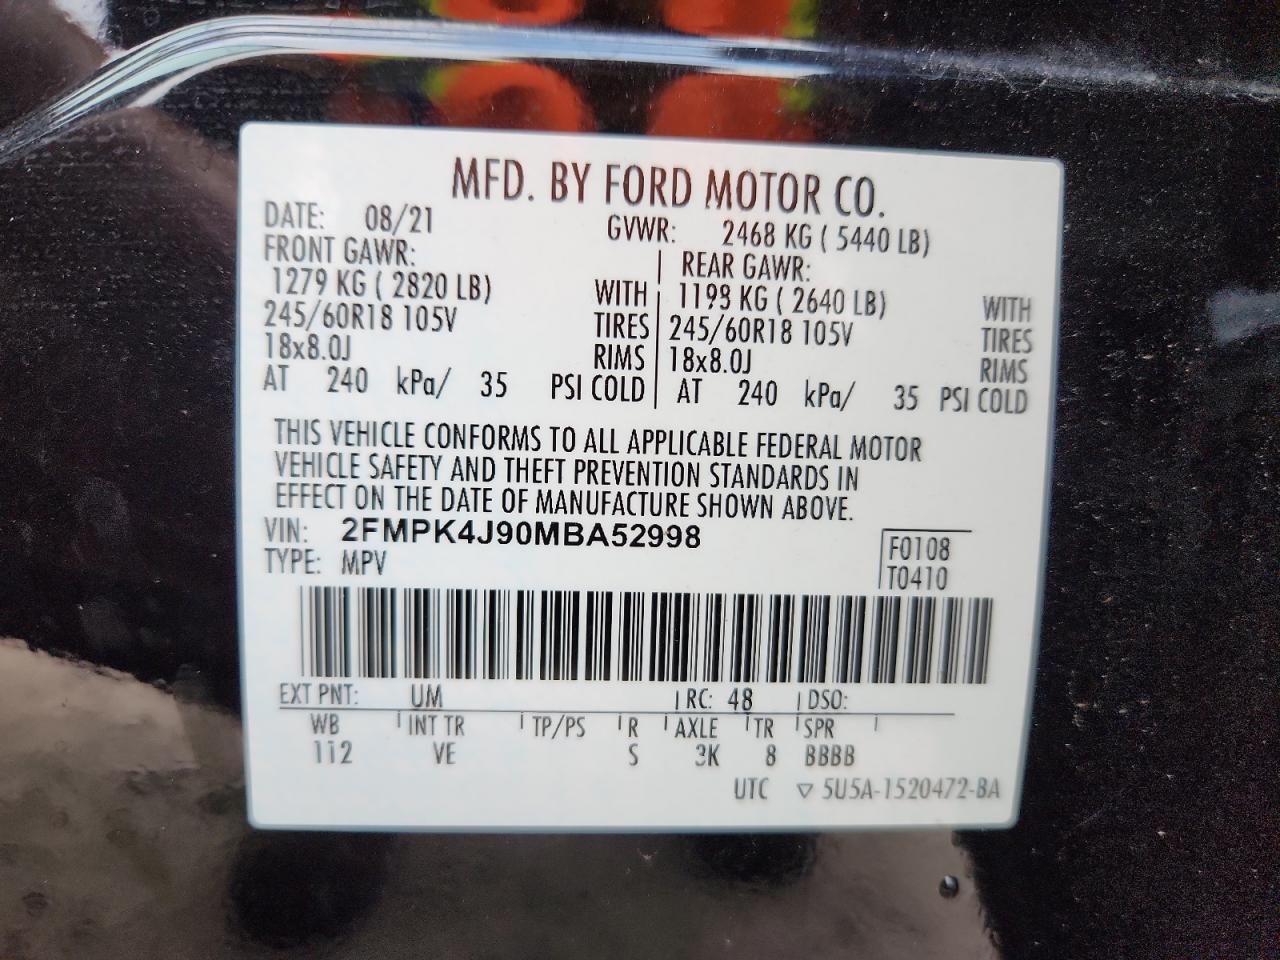 MFD. BY FORD MOTOR CO.
DATE: 08/21 GVWR: 2468 KG ( 5440 LB)
FRONT GAWR: REAR GAWR:
1279 KG ( 2820 LB) WITH 1198 KG ( 2640 LB) WITH
245/60R18 105V TIRES 245/60R18 105V TIRES
18x8.0J RIMS 18x8.0J RIMS
AT 240 kPa/ 35 PSI COLD AT 240 kPa/ 35 PSI COLD
THIS VEHICLE CONFORMS TO ALL APPLICABLE FEDERAL MOTOR
VEHICLE SAFETY AND THEFT PREVENTION STANDARDS IN
EFFECT ON THE DATE OF MANUFACTURE SHOWN ABOVE.
VIN: 2FMPK4J90MBA52998 F0108
TYPE: MPV T0410
EXT PNT: UM RC: 48 DSO:
WB INT TR TP/PS R AXLE TR SPR
112 VE S 3K 8 BBBB
UTC ▽ 5U5A-1520472-BA